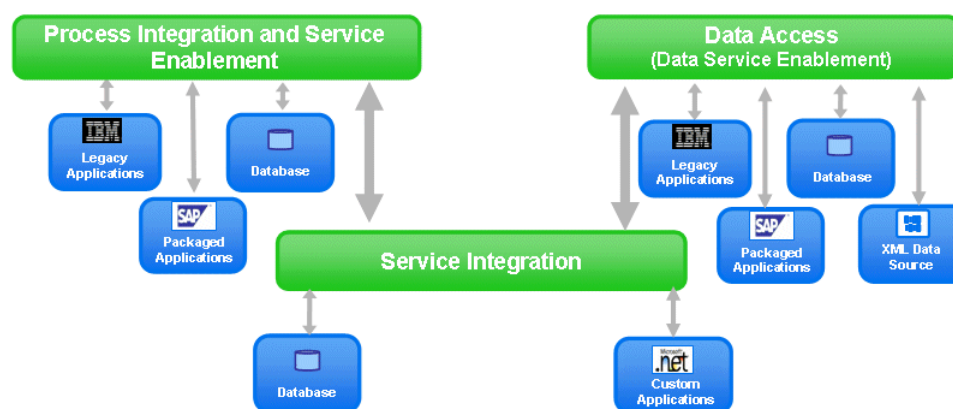 Process Integration and Service
Enablement
Data Access
(Data Service Enablement)
IBM
Legacy
Applications
Database
SAP
Packaged
Applications
IBM
Legacy
Applications
Database
SAP
Packaged
Applications
XML Data
Source
Service Integration
Database
Microsoft
.net
Custom
Applications